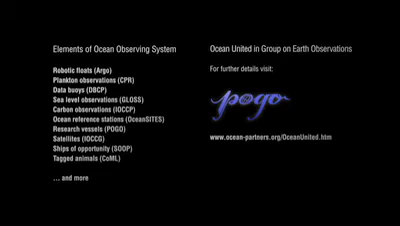 Elements of Ocean Observing System
Robotic floats (Argo)
Plankton observations (CPR)
Data buoys (DBCP)
Sea level observations (GLOSS)
Carbon observations (IOCCP)
Ocean reference stations (OceanSITES)
Research vessels (POGO)
Satellites (IOCCG)
Ships of opportunity (SOOP)
Tagged animals (CoML)
... and more
Ocean United in Group on Earth Observations
For further details visit:
pogo
www.ocean-partners.org/OceanUnited.htm